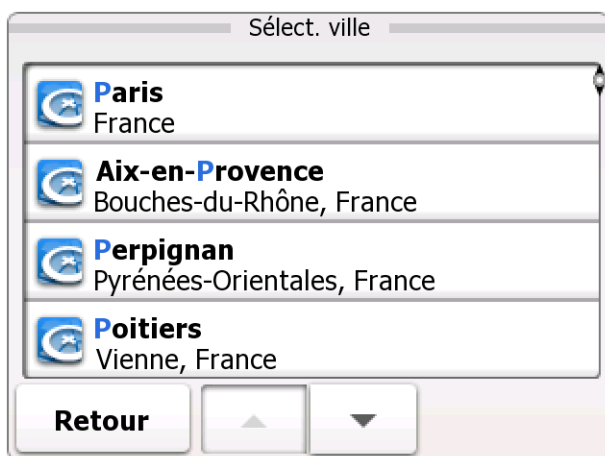 Sélect. ville
Paris
France
Aix-en-Provence
Bouches-du-Rhône, France
Perpignan
Pyrénées-Orientales, France
Poitiers
Vienne, France
Retour